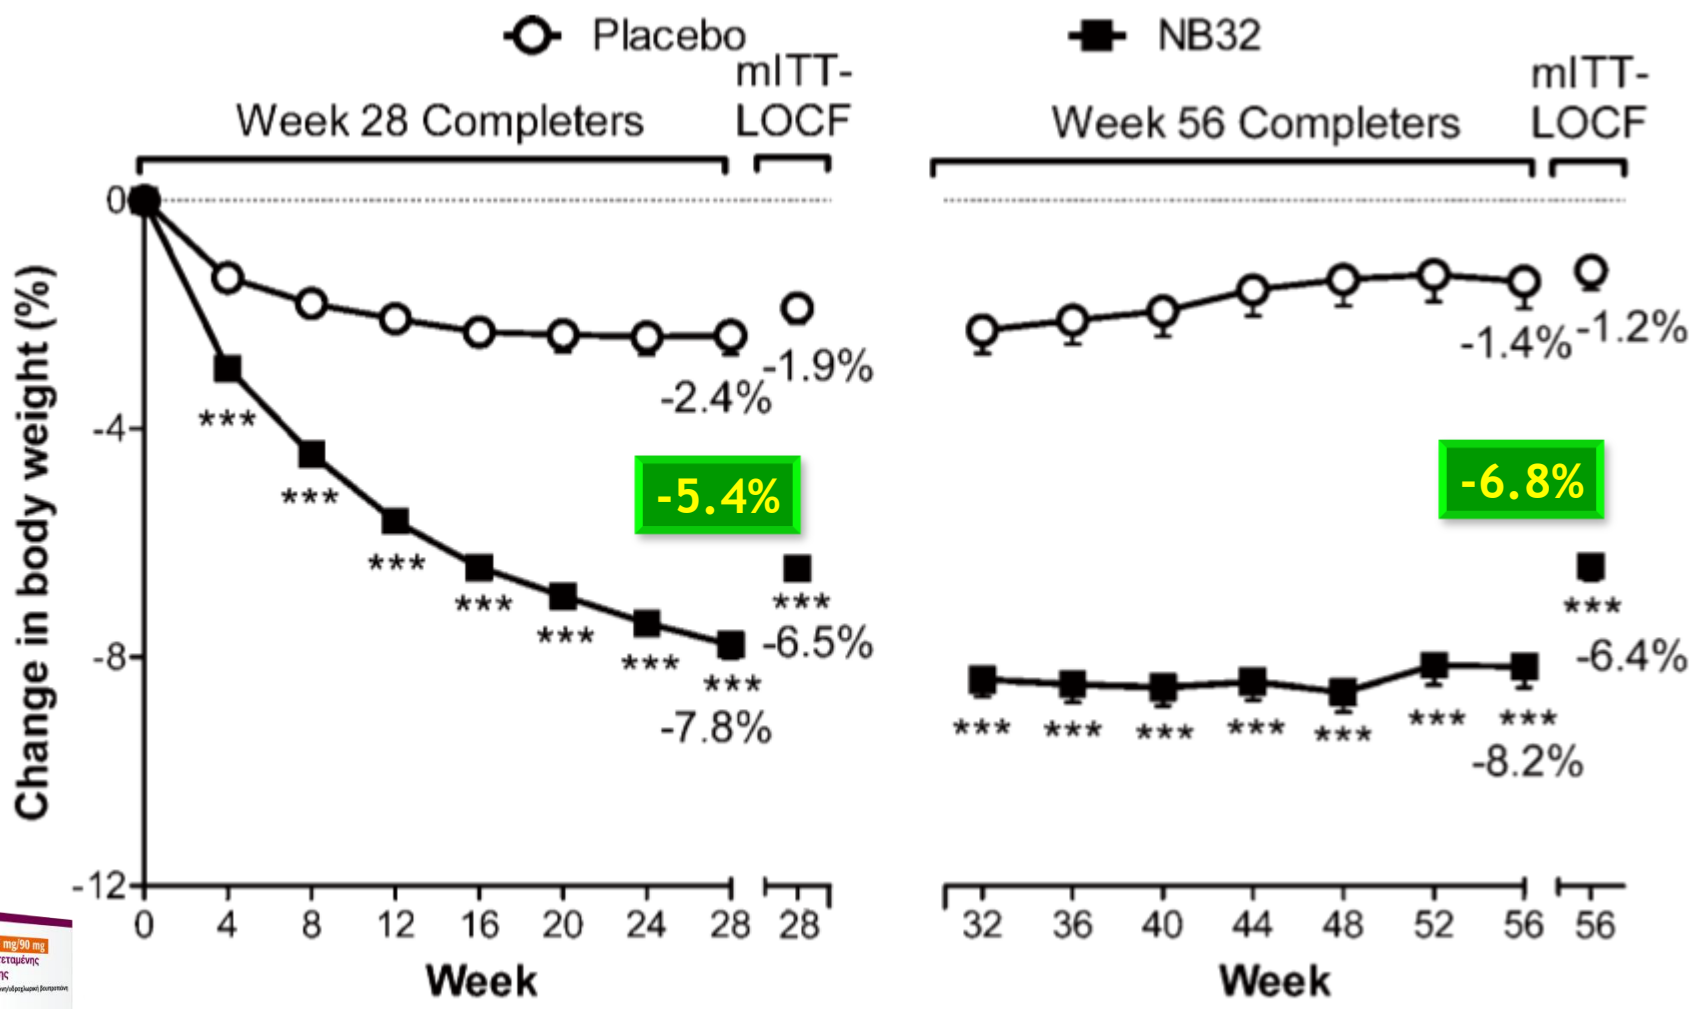 Placebo
NB32
Week 28 Completers
mITT-
LOCF
Week 56 Completers
mITT-
LOCF
Change in body weight (%)
0
-4
-8
-12
-2.4%
-1.9%
-1.4%
-1.2%
***
***
***
***
***
***
***
-7.8%
***
-6.5%
-5.4%
-6.8%
***
***
***
***
***
***
***
-8.2%
***
-6.4%
0 4 8 12 16 20 24 28 28
32 36 40 44 48 52 56 56
Week
Week
mg/90 mg